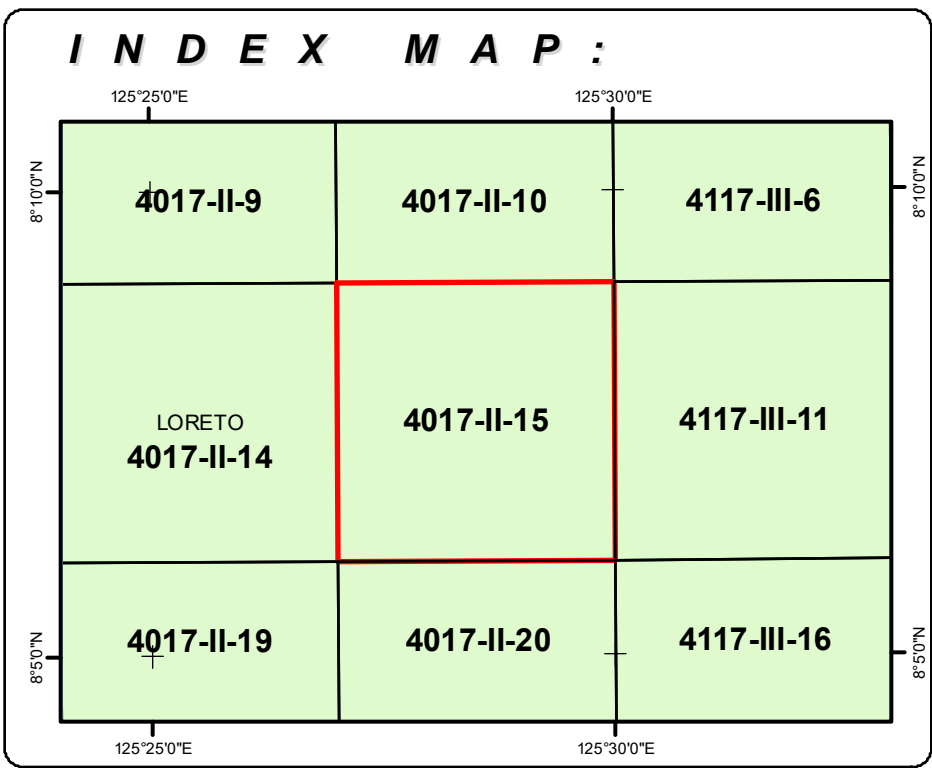 INDEX MAP:
125°25'0"E
125°30'0"E
8°10'0"N
8°10'0"N
4017-II-9
4017-II-10
4117-III-6
LORETO
4017-II-14
4017-II-15
4117-III-11
4017-II-19
4017-II-20
4117-III-16
8°5'0"N
8°5'0"N
125°25'0"E
125°30'0"E